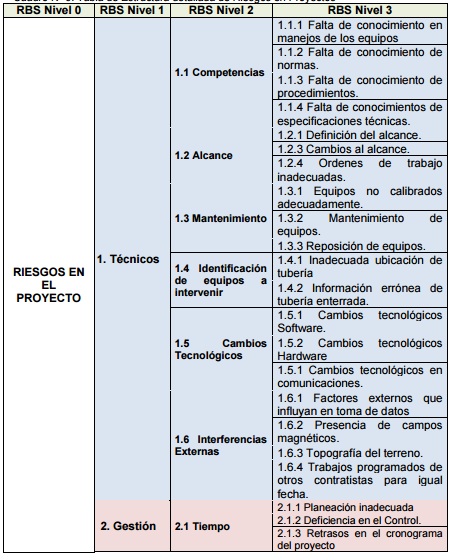 RBS Nivel 0 RBS Nivel 1 RBS Nivel 2 RBS Nivel 3
RIESGOS EN
EL
PROYECTO
1. Técnicos
1.1 Competencias
1.1.1 Falta de conocimiento en
manejos de los equipos
1.1.2 Falta de conocimiento de
normas.
1.1.3 Falta de conocimiento de
procedimientos.
1.1.4 Falta de conocimientos de
especificaciones técnicas.
1.2 Alcance
1.2.1 Definición del alcance.
1.2.3 Cambios al alcance.
1.2.4 Ordenes de trabajo
inadecuadas.
1.3 Mantenimiento
1.3.1 Equipos no calibrados
adecuadamente.
1.3.2 Mantenimiento de
equipos.
1.3.3 Reposición de equipos.
1.4 Identificación
de equipos a
intervenir
1.4.1 Inadecuada ubicación de
tubería
1.4.2 Información errónea de
tubería enterrada.
1.5 Cambios
Tecnológicos
1.5.1 Cambios tecnológicos
Software.
1.5.2 Cambios tecnológicos
Hardware
1.5.1 Cambios tecnológicos en
comunicaciones.
1.6 Interferencias
Externas
1.6.1 Factores externos que
influyan en toma de datos
1.6.2 Presencia de campos
magnéticos.
1.6.3 Topografía del terreno.
1.6.4 Trabajos programados de
otros contratistas para igual
fecha.
2. Gestión
2.1 Tiempo
2.1.1 Planeación inadecuada
2.1.2 Deficiencia en el Control.
2.1.3 Retrasos en el cronograma
del proyecto